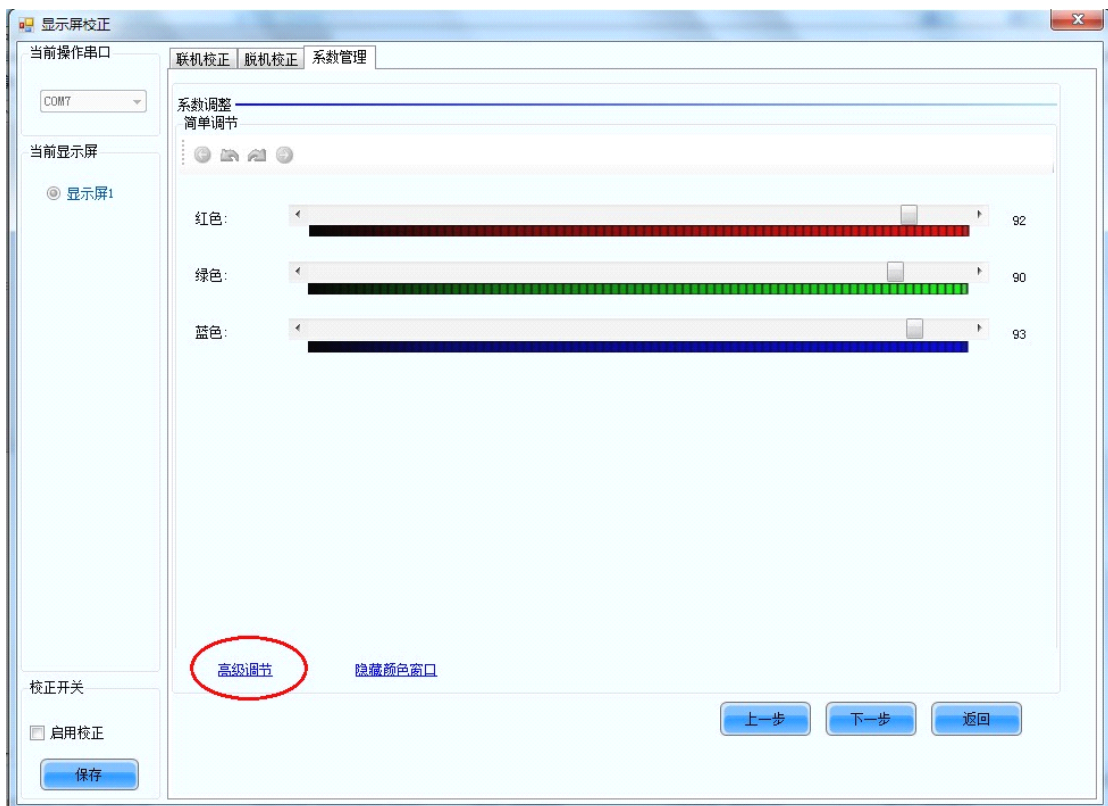 显示屏校正
当前操作串口
COM7
当前显示屏
显示屏1
校正开关
启用校正
保存
联机校正 脱机校正 系数管理
系数调整
简单调节
红色: 92
绿色: 90
蓝色: 93
高级调节 隐藏颜色窗口
上一步 下一步 返回